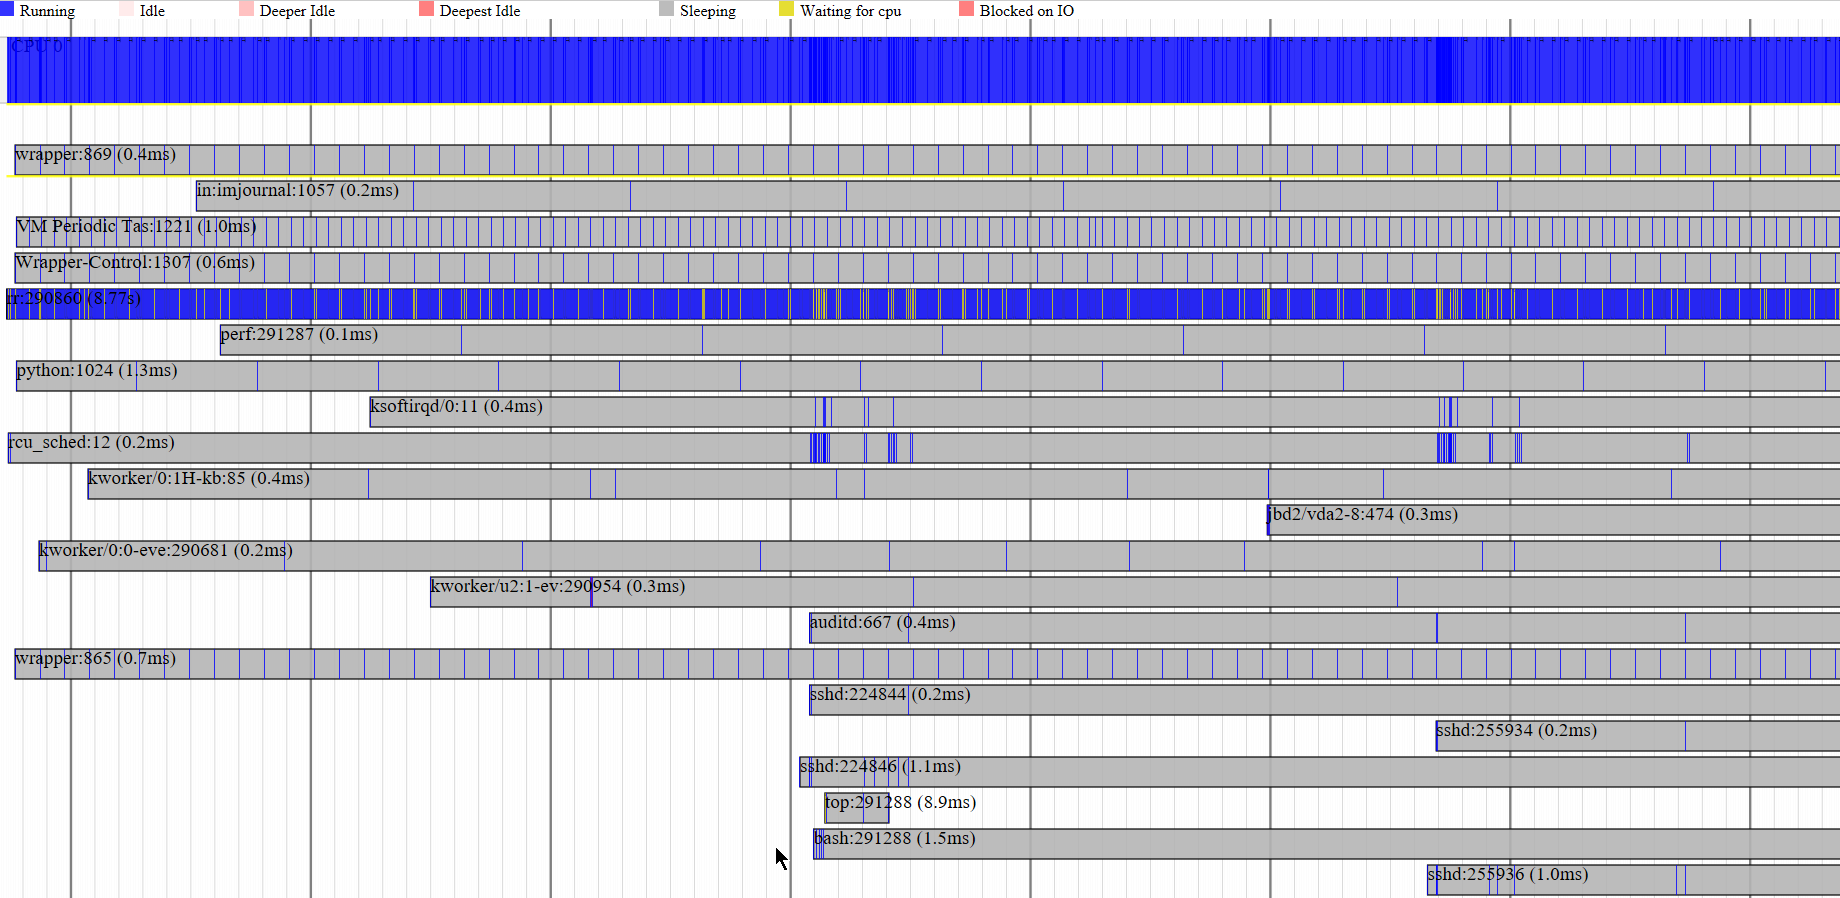 Running Idle Deeper Idle Deepest Idle Sleeping Waiting for cpu Blocked on IO
CPU 0
wrapper:869 (0.4ms)
in:imjournal:1057 (0.2ms)
VM Periodic Tas:1221 (1.0ms)
Wrapper-Control:1307 (0.6ms)
rr:290860 (8.77s)
perf:291287 (0.1ms)
python:1024 (1.3ms)
ksoftirqd/0:11 (0.4ms)
rcu_sched:12 (0.2ms)
kworker/0:1H-kb:85 (0.4ms)
jbd2/vda2-8:474 (0.3ms)
kworker/0:0-eve:290681 (0.2ms)
kworker/u2:1-ev:290954 (0.3ms)
auditd:667 (0.4ms)
wrapper:865 (0.7ms)
sshd:224844 (0.2ms)
sshd:255934 (0.2ms)
sshd:224846 (1.1ms)
top:291288 (8.9ms)
bash:291288 (1.5ms)
sshd:255936 (1.0ms)